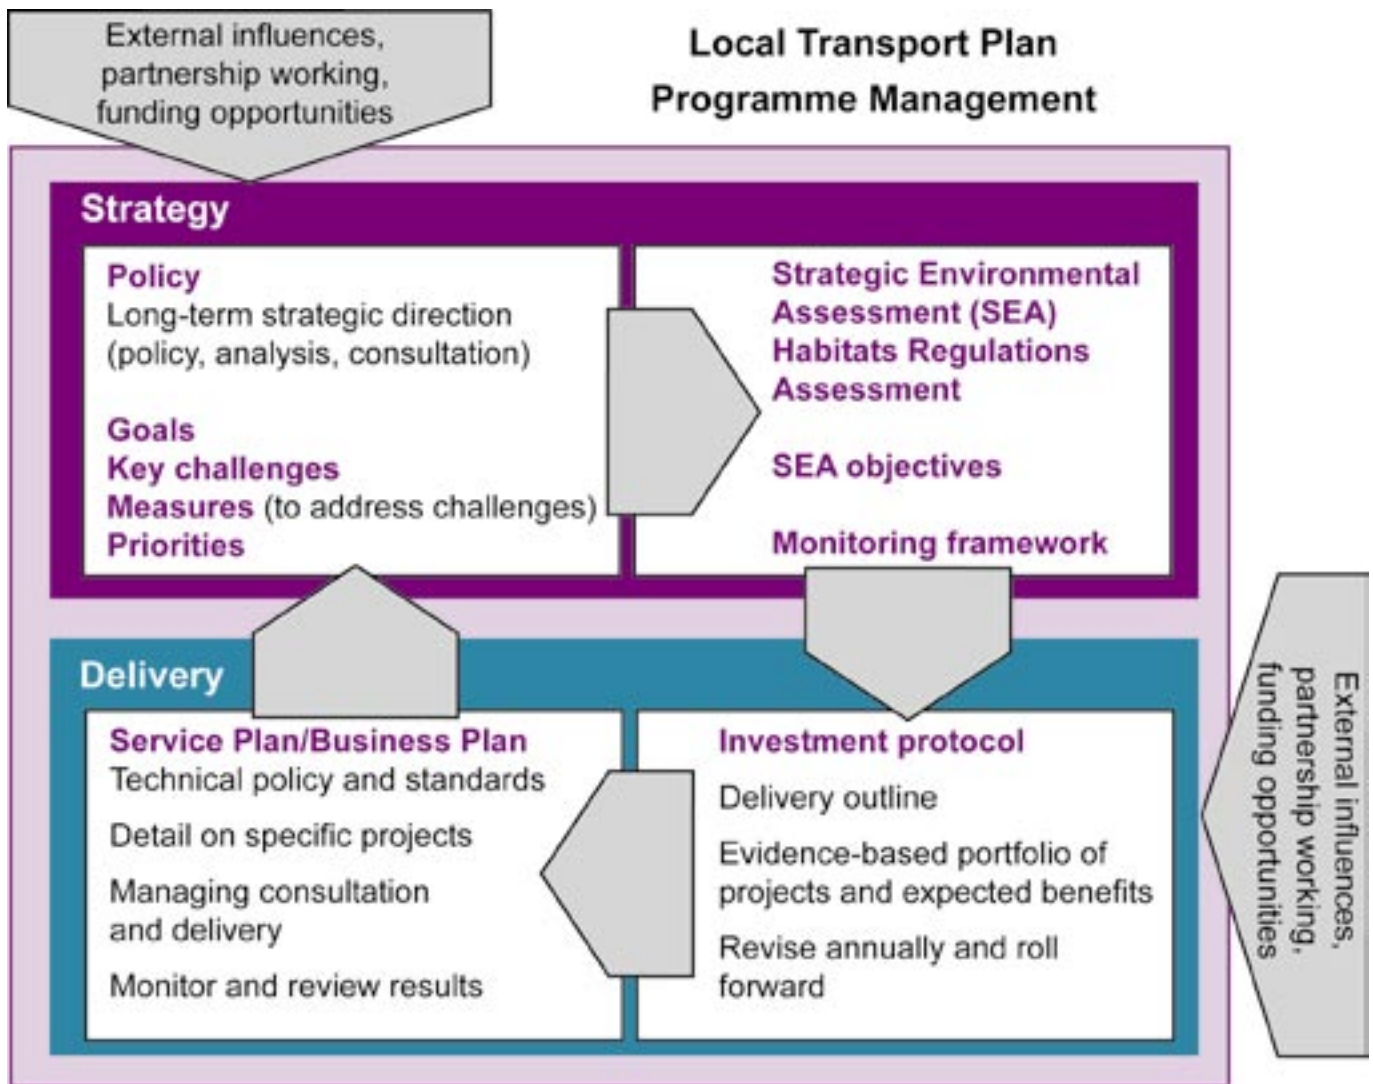 External influences,
partnership working,
funding opportunities
Local Transport Plan
Programme Management
Strategy
Policy
Long-term strategic direction
(policy, analysis, consultation)
Goals
Key challenges
Measures (to address challenges)
Priorities
Strategic Environmental
Assessment (SEA)
Habitats Regulations
Assessment
SEA objectives
Monitoring framework
Delivery
Service Plan/Business Plan
Technical policy and standards
Detail on specific projects
Managing consultation
and delivery
Monitor and review results
Investment protocol
Delivery outline
Evidence-based portfolio of
projects and expected benefits
Revise annually and roll
forward
External influences,
partnership working,
funding opportunities